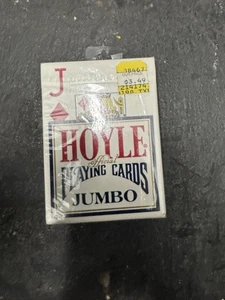 J
$3.49
HOYLE
official
PLAYING CARDS
JUMBO